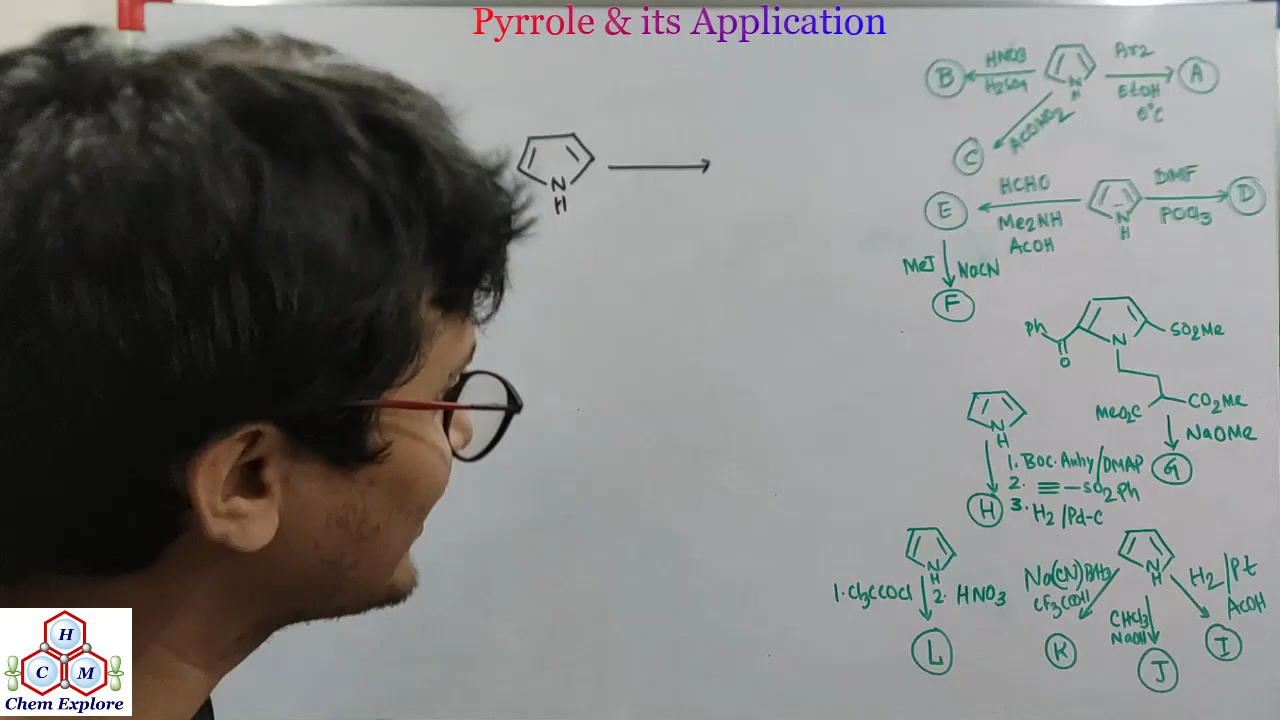 Pyrrole & its Application
B HNO3 H2SO4 N H Br2 EtOH 0°C A
AcONO2
C
N
H
E HCHO Me2NH AcOH N H DMF POCl3 D
MeI NaCN
F
Ph O N SO2Me
MeO2C CO2Me
NaOMe
G
N
H
1. Boc. Anhy/DMAP
2. ≡—SO2Ph
3. H2/Pd-C
H
N
H
1. Cl3CCOCl 2. HNO3
L
N
H
Na(CN)BH3
CF3COOH
K
CHCl3
NaOH
J
H2/Pt
AcOH
I
H
C M
Chem Explore